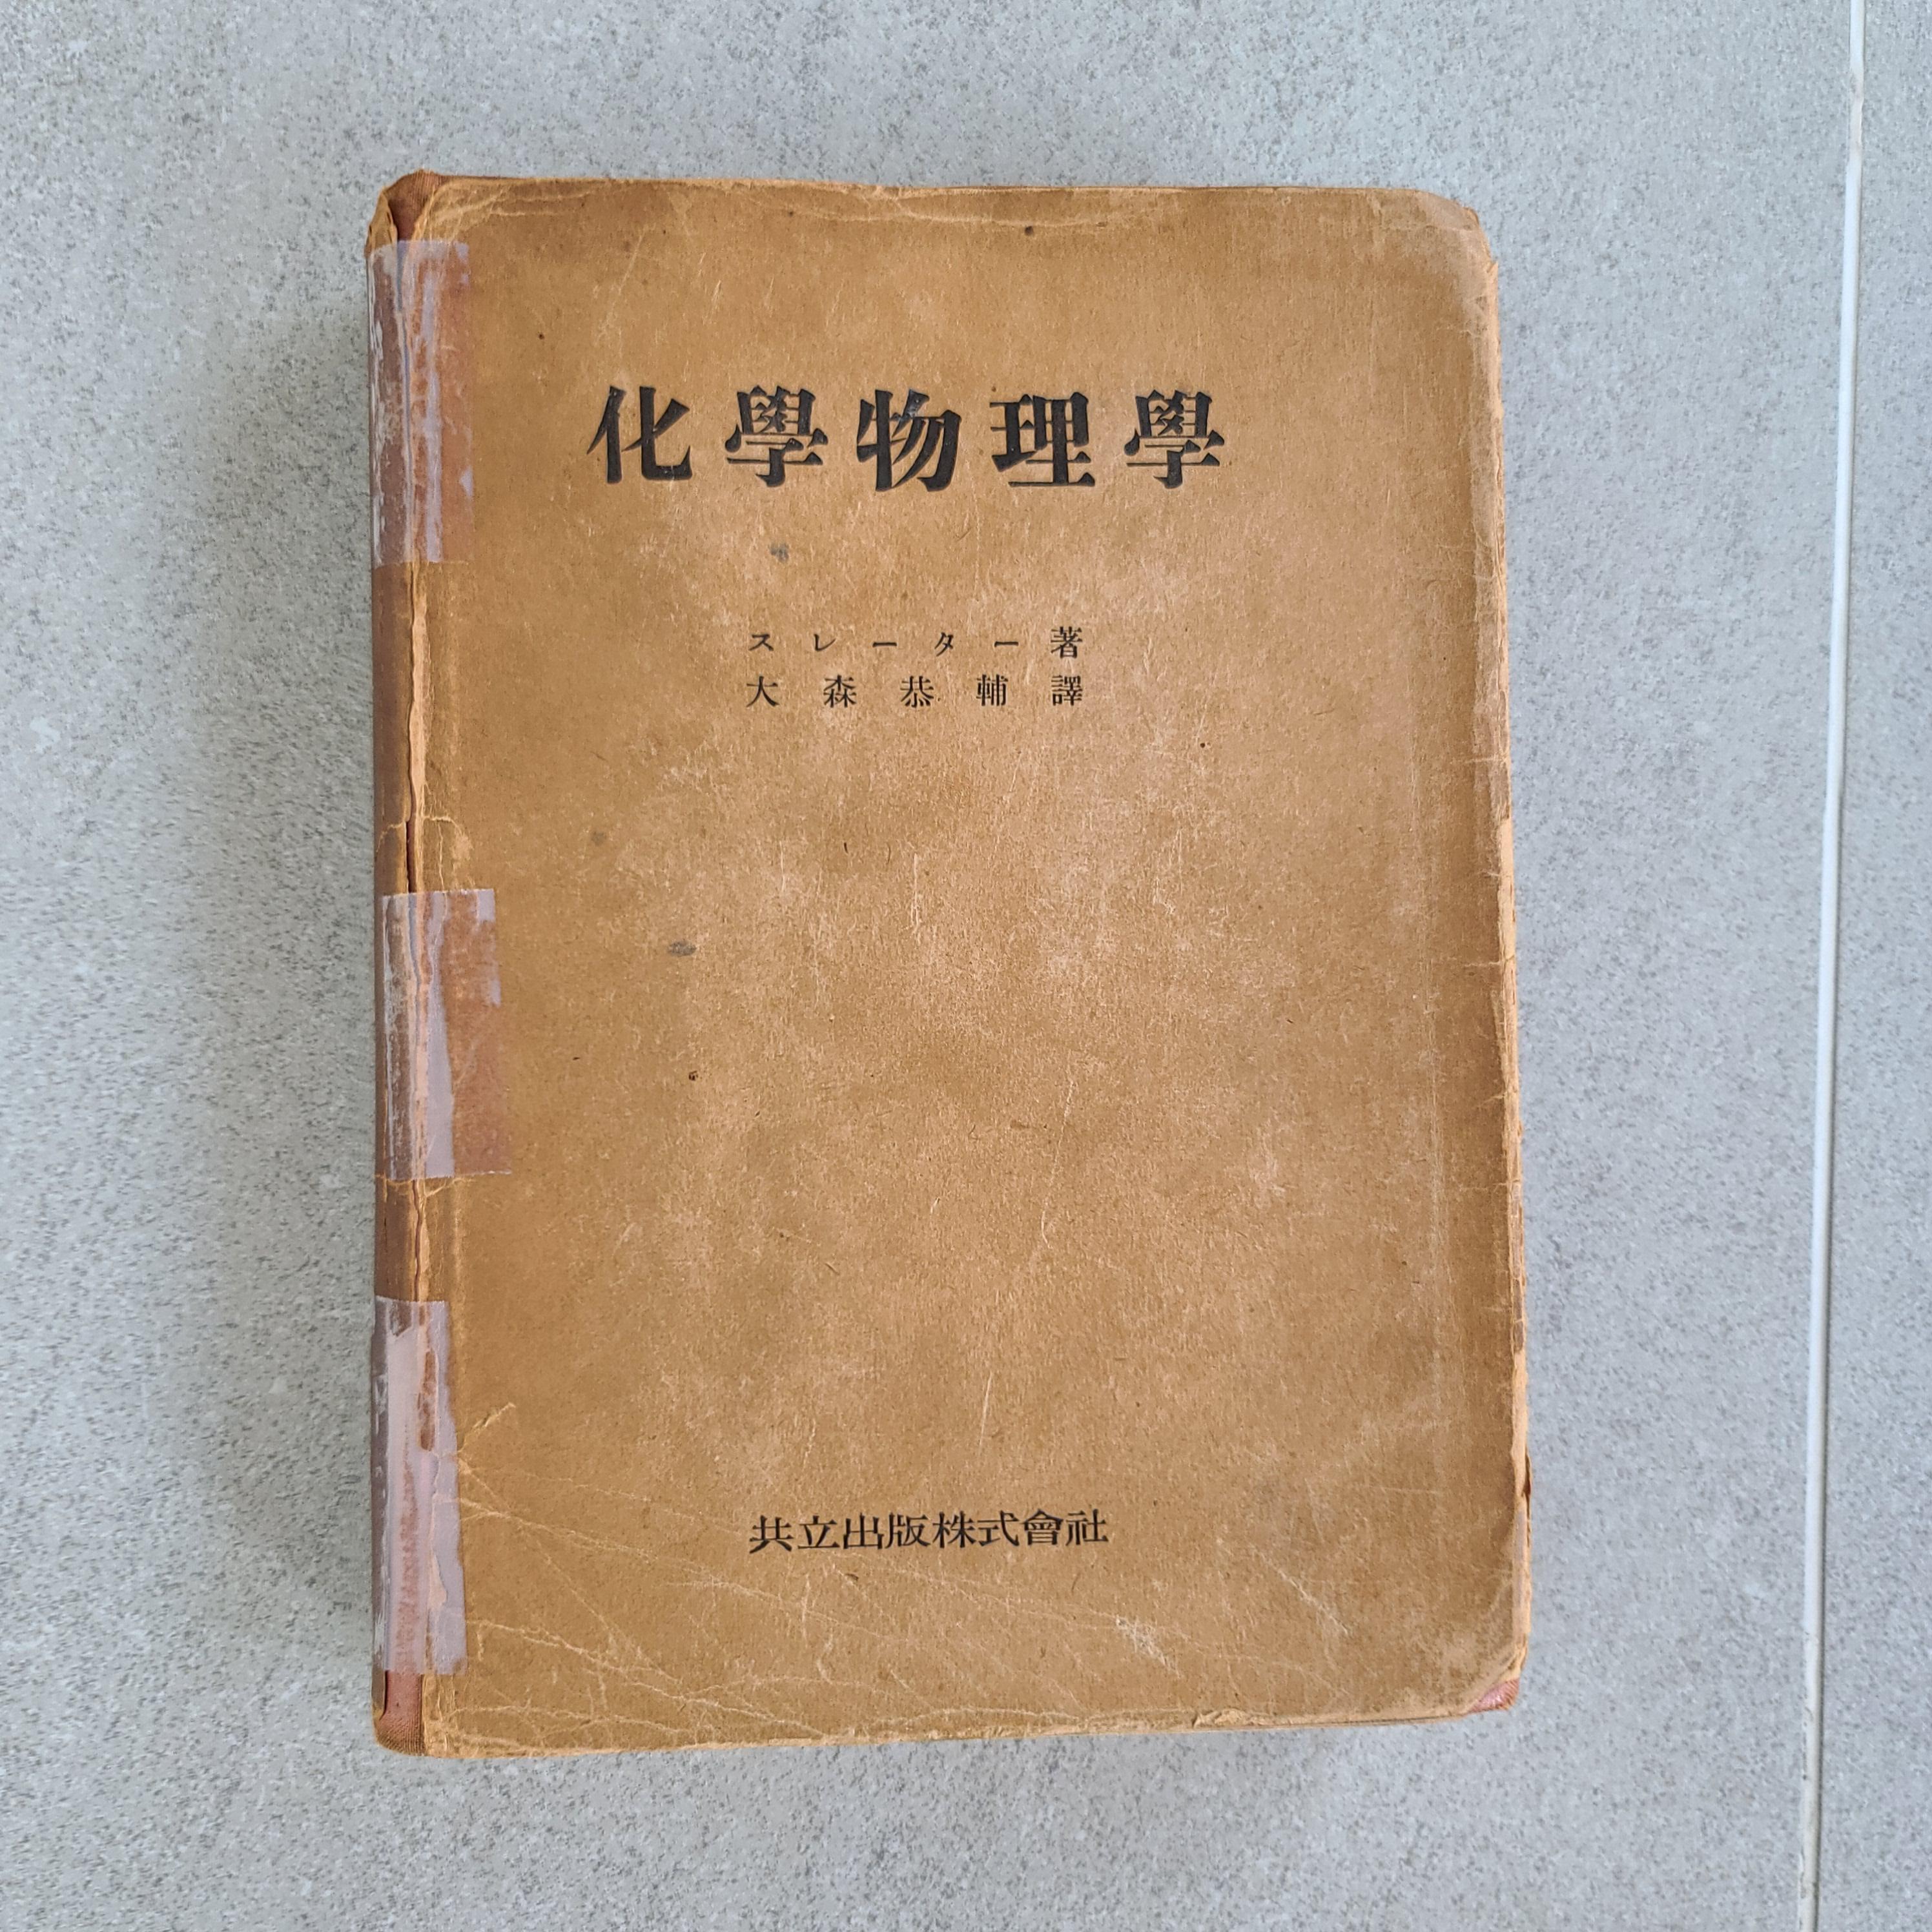 化學物理學
スレーター著
大森恭輔譯
共立出版株式會社